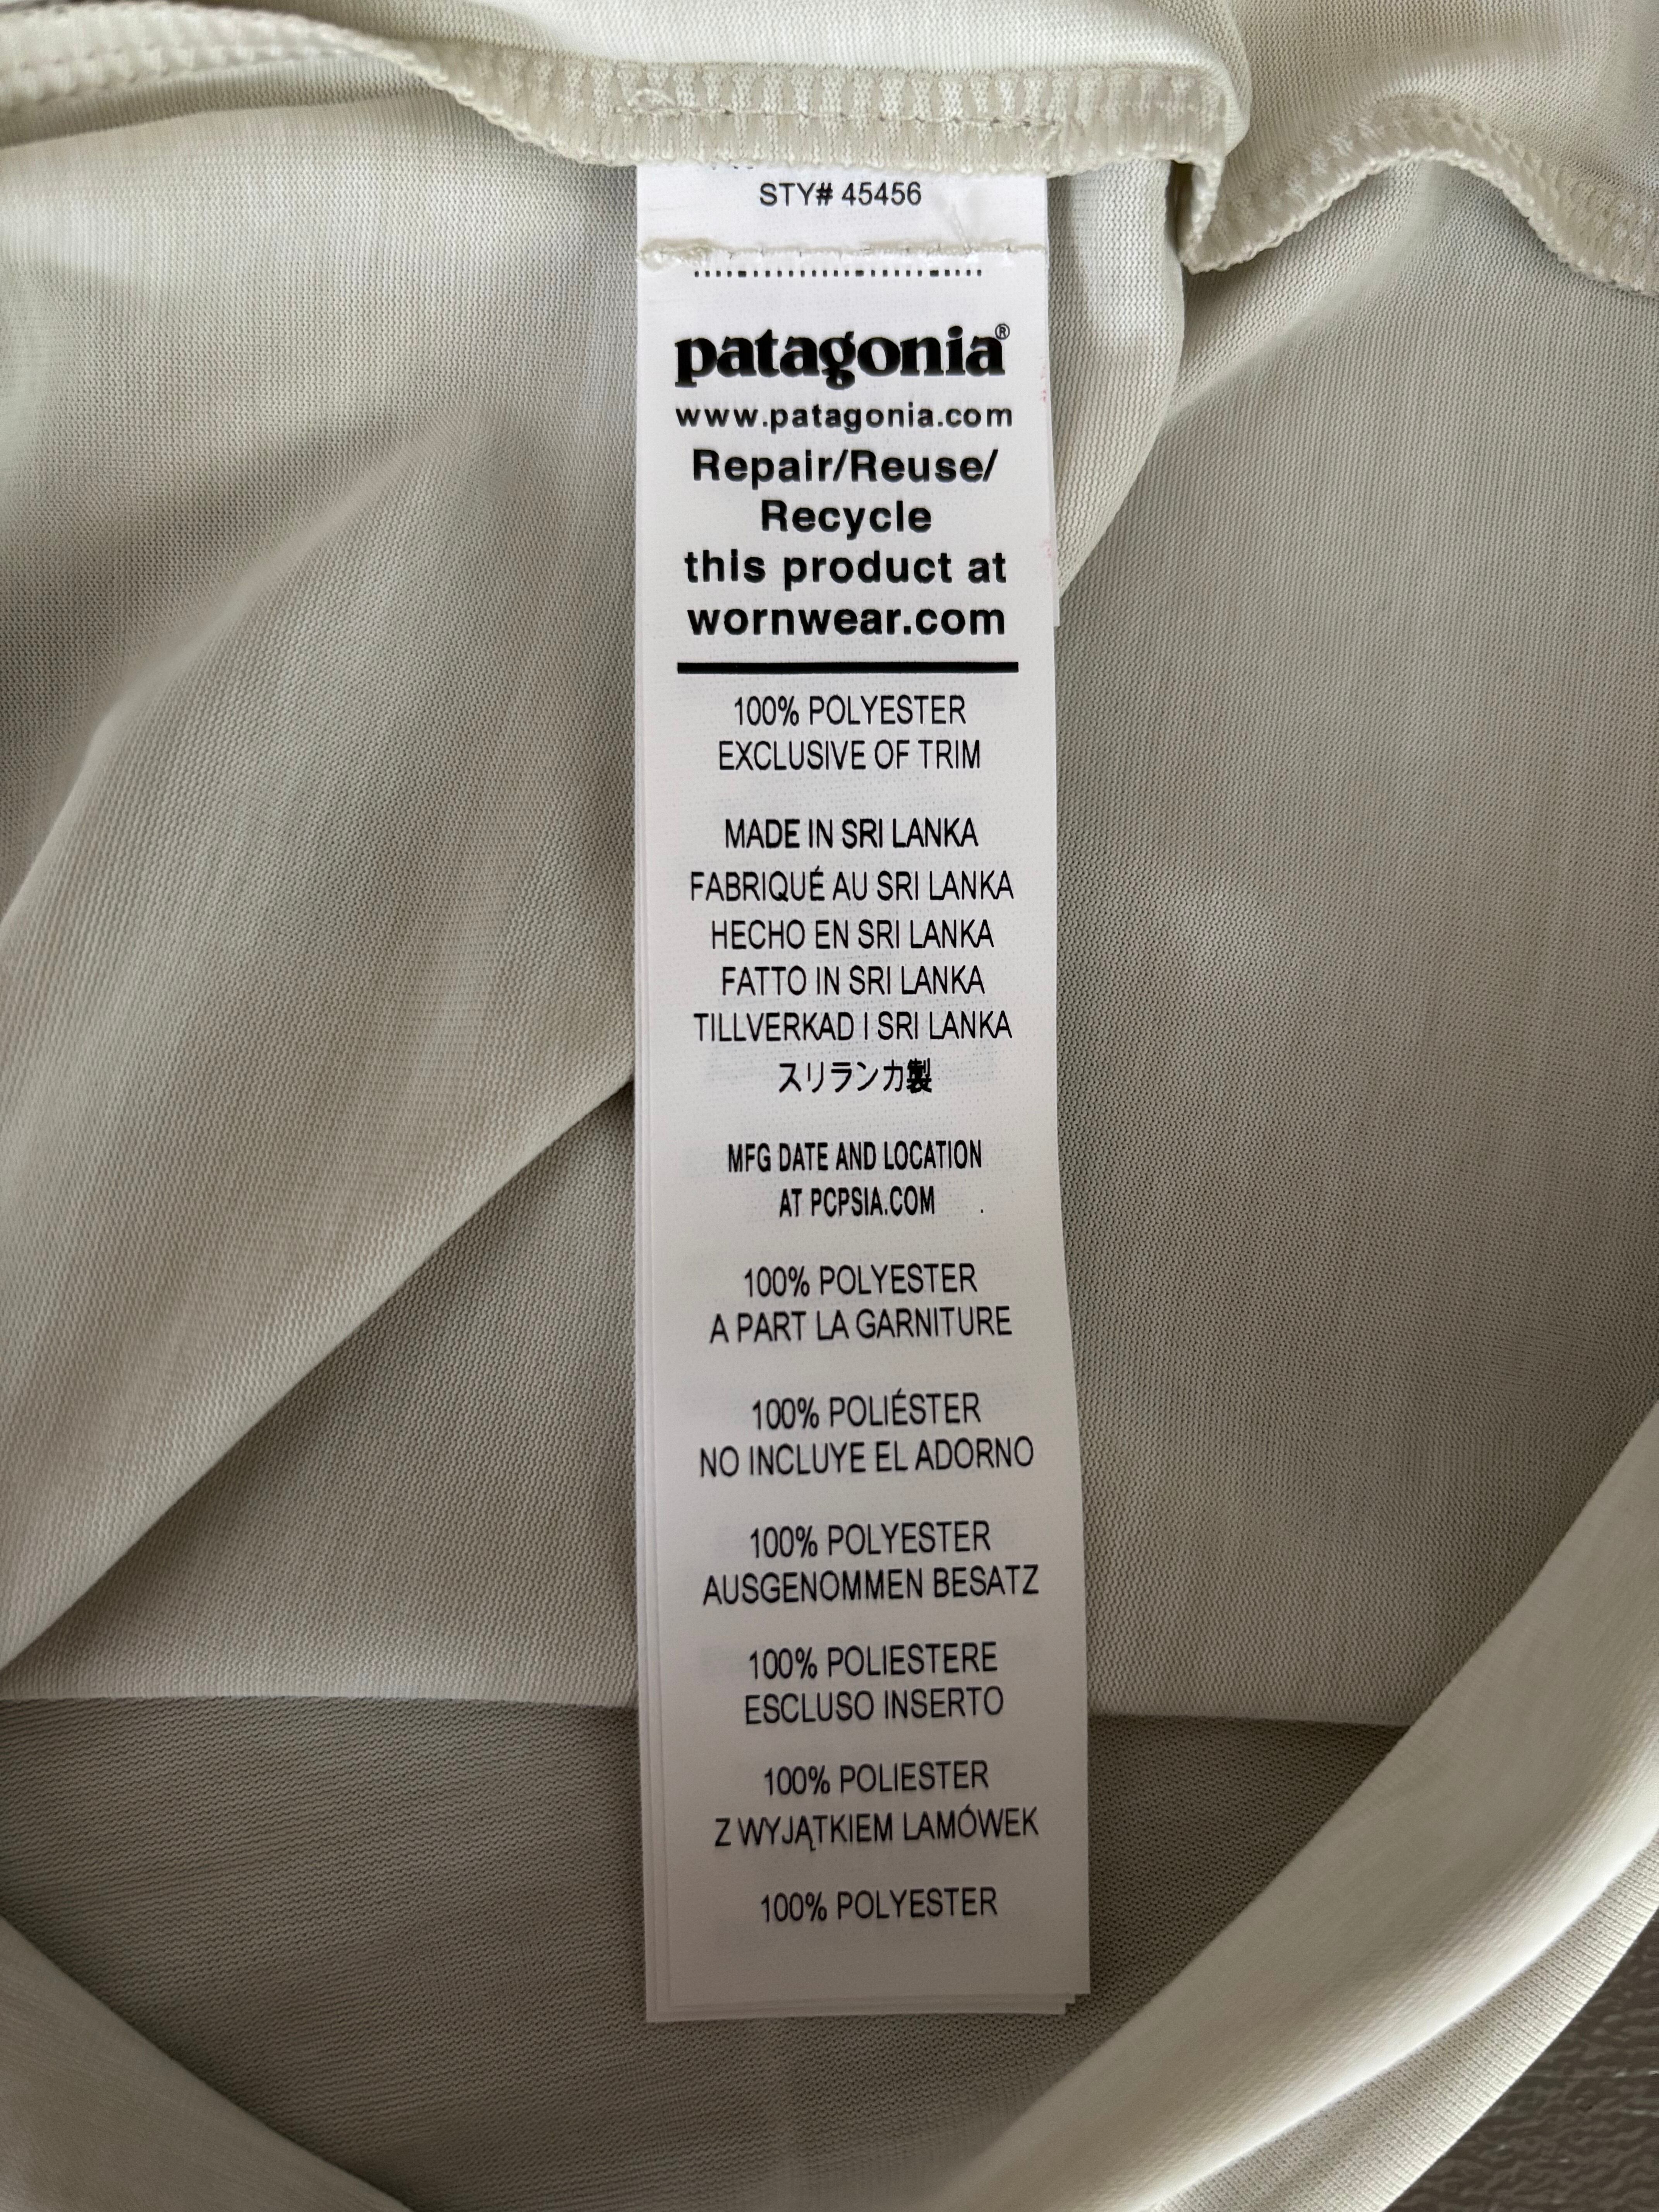 STY# 45456
patagonia®
www.patagonia.com
Repair/Reuse/
Recycle
this product at
wornwear.com
100% POLYESTER
EXCLUSIVE OF TRIM
MADE IN SRI LANKA
FABRIQUÉ AU SRI LANKA
HECHO EN SRI LANKA
FATTO IN SRI LANKA
TILLVERKAD I SRI LANKA
スリランカ製
MFG DATE AND LOCATION
AT PCPSIA.COM
100% POLYESTER
A PART LA GARNITURE
100% POLIÉSTER
NO INCLUYE EL ADORNO
100% POLYESTER
AUSGENOMMEN BESATZ
100% POLIESTERE
ESCLUSO INSERTO
100% POLIESTER
Z WYJĄTKIEM LAMÓWEK
100% POLYESTER